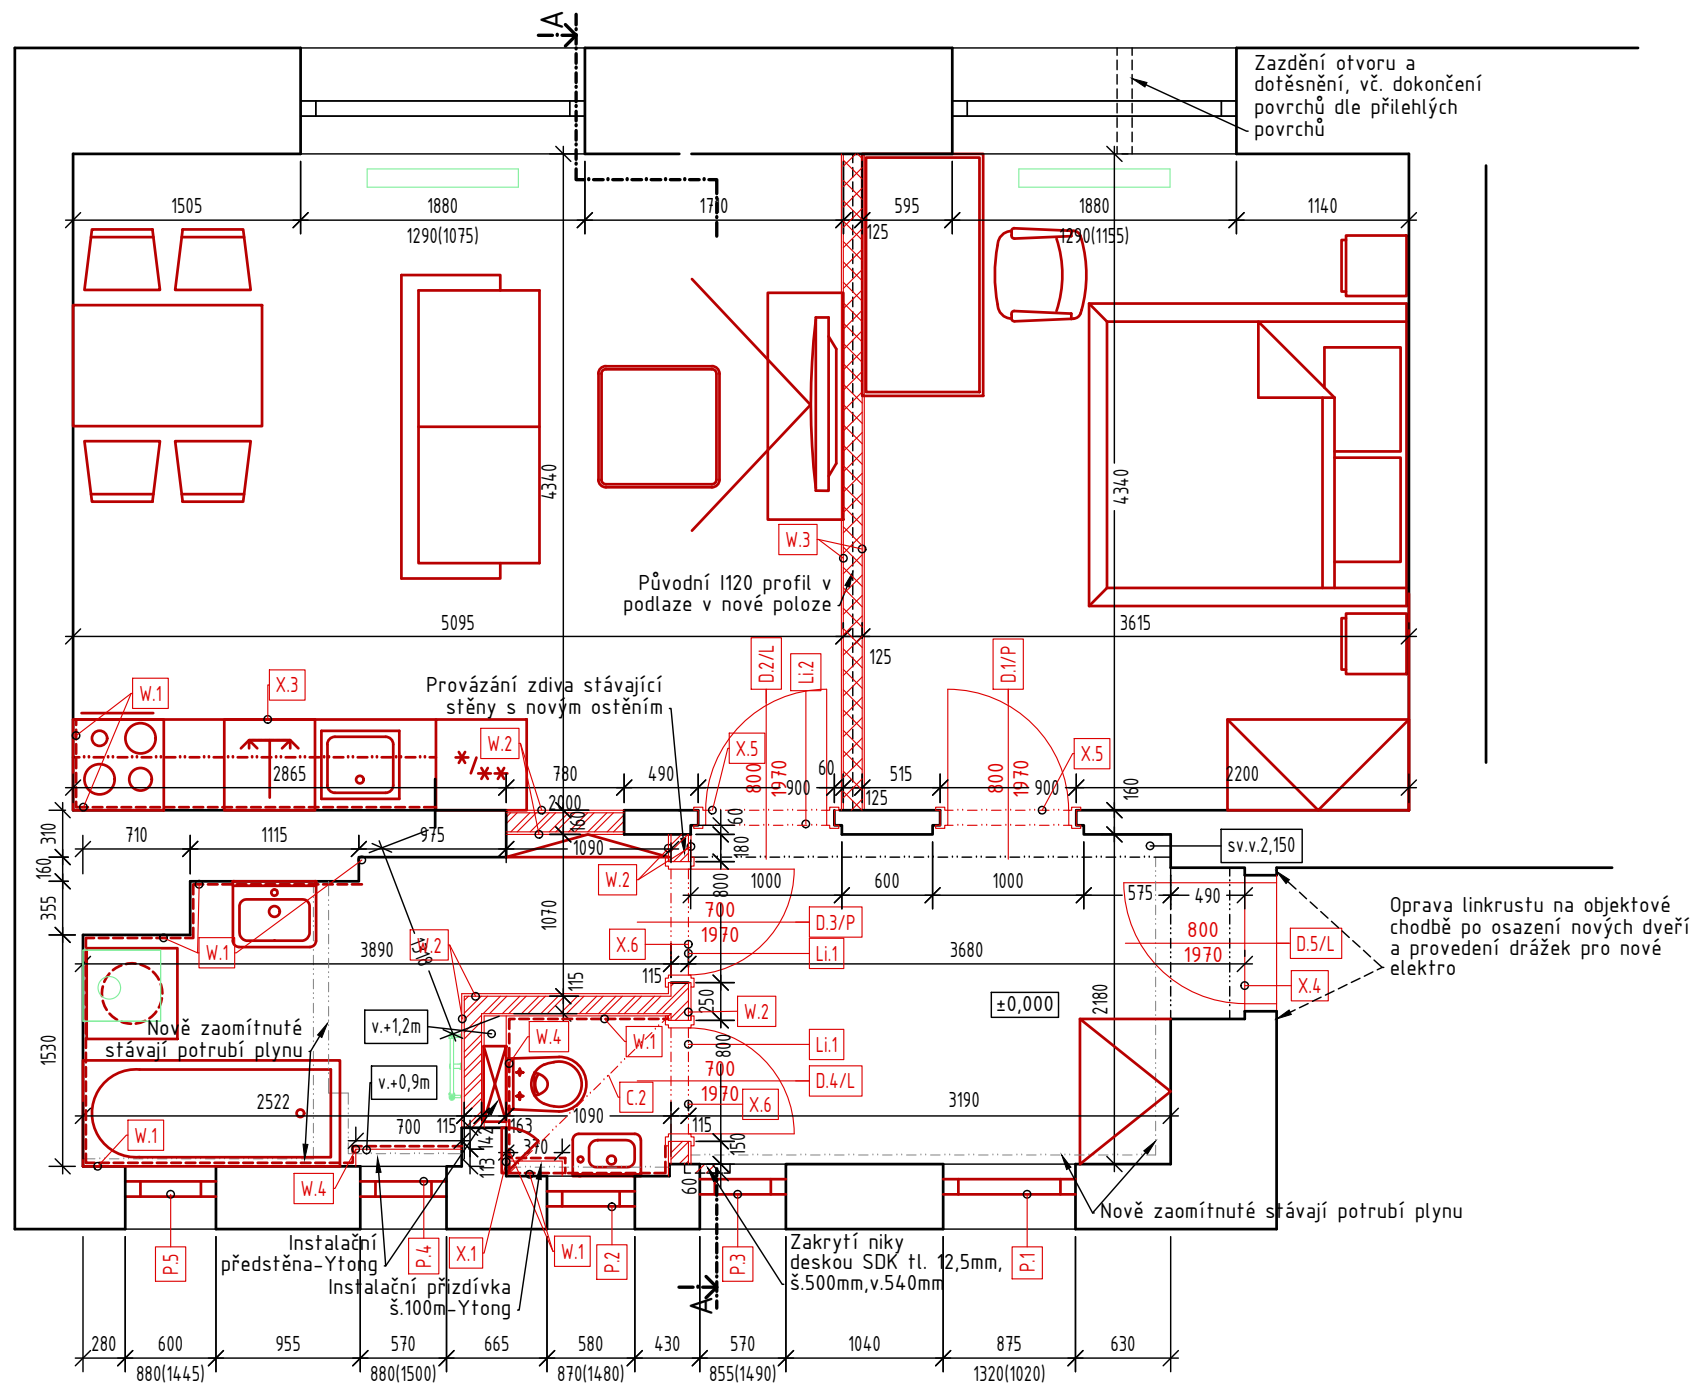 A
Zazdění otvoru a
dotěsnění, vč. dokončení
povrchů dle přilehlých
povrchů
1505
1880
1290(1075)
125
595
1880
1290(1155)
1140
4340
4340
W.3
Původní I120 profil v
podlaze v nové poloze
5095
3615
125
D.2/L
Li.2
D.1/P
W.1
X.3
Provázání zdiva stávající
stěny s novým ostěním
W.2
X.5
X.5
2865
780
490
800
1970
60
900
515
800
1970
900
2200
2000
125
160
160
60
310
710
1115
975
1090
180
sv.v.2,150
160
W.2
1000
800
600
1000
575
490
355
1070
700
1970
D.3/P
800
1970
D.5/L
Oprava linkrustu na objektové
chodbě po osazení nových dveří
a provedení drážek pro nové
elektro
W.1
W.2
X.6
Li.1
3890
3680
115
115
X.4
250
2180
±0,000
W.2
Nově zaomítnuté
stávají potrubí plynu
v.+1,2m
W.4
W.1
800
Li.1
1530
v.+0,9m
700
1970
D.4/L
C.2
X.6
2522
115
163
1090
115
3190
700
144
W.1
370
150
113
W.4
60
Nově zaomítnuté stávají potrubí plynu
P.5
Instalační
předstěna-Ytong
P.4
X.1
W.1
P.2
P.3
Zakrytí niky
deskou SDK tl. 12,5mm,
š.500mm,v.540mm
P.1
Instalační přizdívka
š.100m-Ytong
A
280
600
955
570
665
580
430
570
1040
875
630
880(1445)
880(1500)
870(1480)
855(1490)
1320(1020)